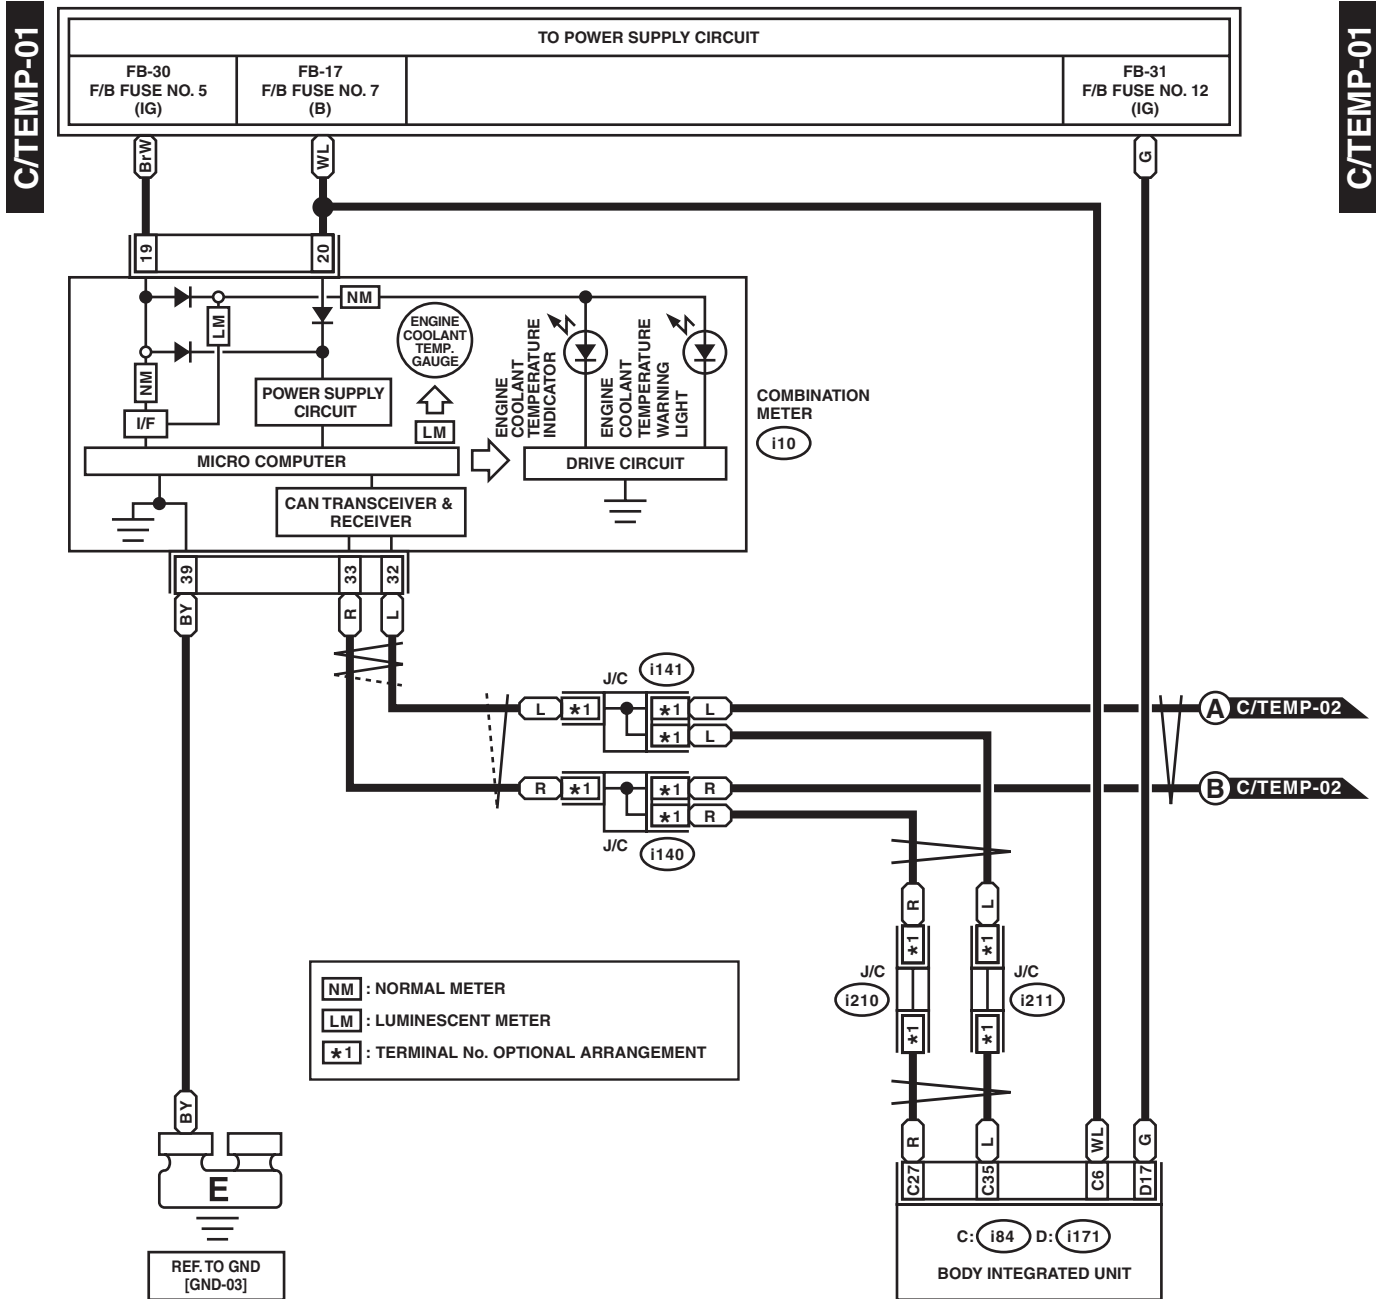 C/TEMP-01
C/TEMP-01
TO POWER SUPPLY CIRCUIT
FB-30
F/B FUSE NO. 5
(IG)
FB-17
F/B FUSE NO. 7
(B)
FB-31
F/B FUSE NO. 12
(IG)
BrW
WL
G
19
20
NM
LM
NM
I/F
ENGINE
COOLANT
TEMP.
GAUGE
LM
POWER SUPPLY
CIRCUIT
ENGINE
COOLANT
TEMPERATURE
INDICATOR
ENGINE
COOLANT
TEMPERATURE
WARNING
LIGHT
COMBINATION
METER
i10
MICRO COMPUTER
DRIVE CIRCUIT
CAN TRANSCEIVER &
RECEIVER
39
33
32
BY
R
L
J/C
i141
L
*1
*1
L
*1
L
A
C/TEMP-02
R
*1
*1
R
*1
R
B
C/TEMP-02
J/C
i140
R
L
*1
*1
J/C
i210
J/C
i211
*1
*1
NM : NORMAL METER
LM : LUMINESCENT METER
*1 : TERMINAL No. OPTIONAL ARRANGEMENT
BY
E
REF. TO GND
[GND-03]
R
L
WL
G
C27
C35
C6
D17
C: i84 D: i171
BODY INTEGRATED UNIT